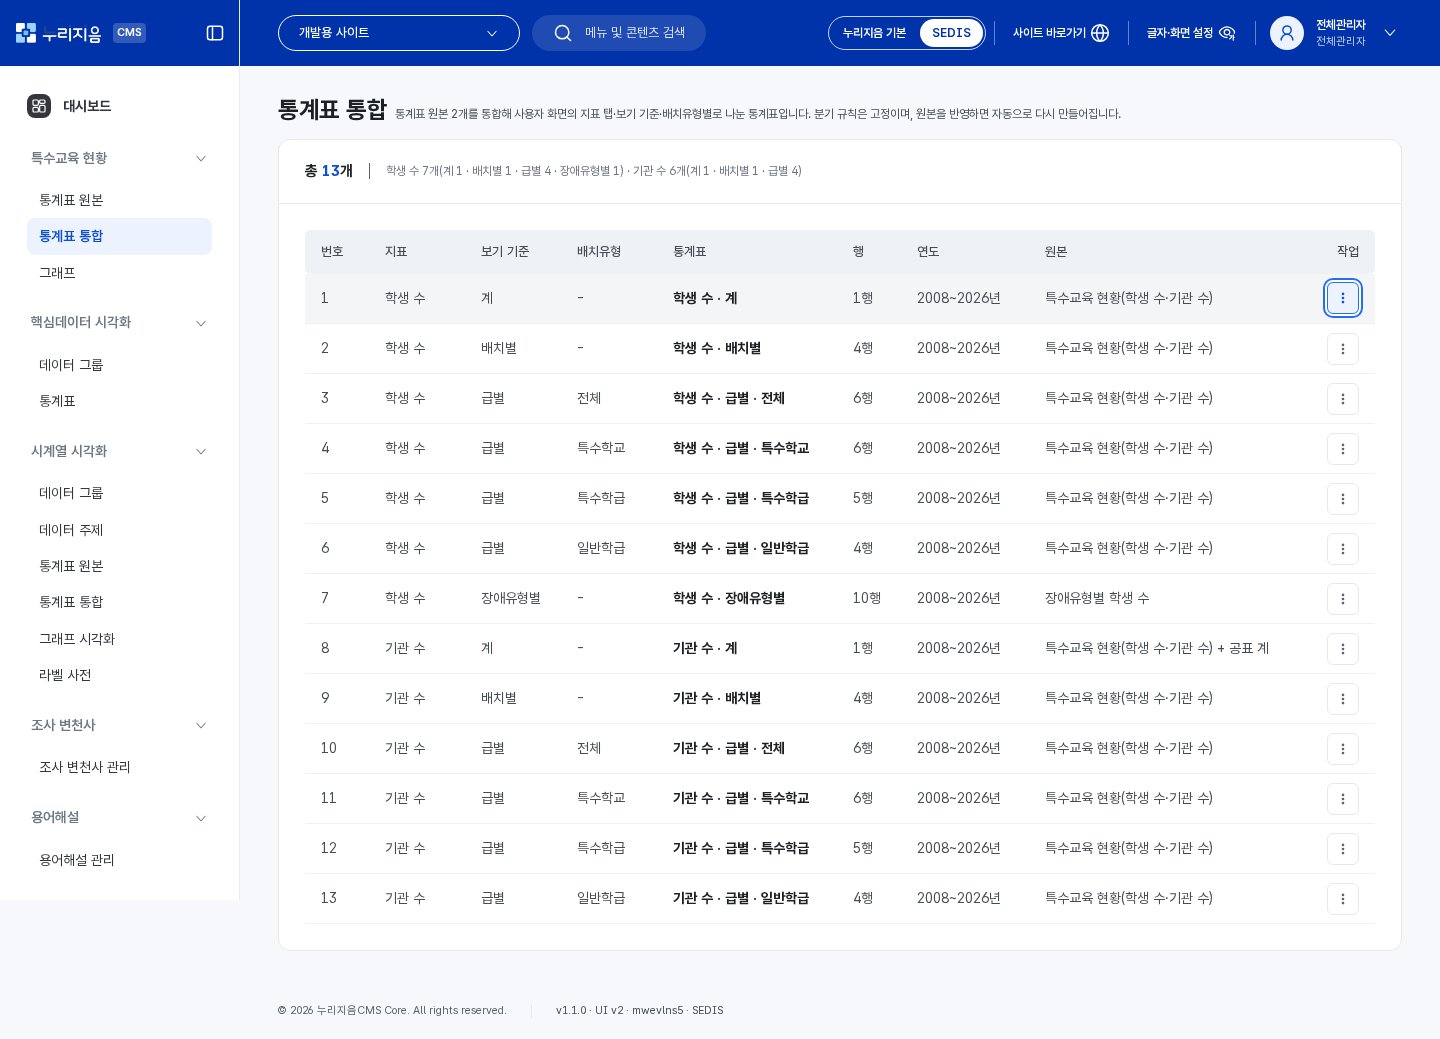 누리지음 CMS
개발용 사이트
메뉴 및 콘텐츠 검색
누리지음 기본
SEDIS
사이트 바로가기
글자·화면 설정
전체관리자
전체관리자
대시보드
특수교육 현황
통계표 원본
통계표 통합
그래프
핵심데이터 시각화
데이터 그룹
통계표
시계열 시각화
데이터 그룹
데이터 주제
통계표 원본
통계표 통합
그래프 시각화
라벨 사전
조사 변천사
조사 변천사 관리
용어해설
용어해설 관리
통계표 통합 통계표 원본 2개를 통합해 사용자 화면의 지표 탭·보기 기준·배치유형별로 나눈 통계표입니다. 분기 규칙은 고정이며, 원본을 반영하면 자동으로 다시 만들어집니다.
총 13개 학생 수 7개(계 1 · 배치별 1 · 급별 4 · 장애유형별 1) · 기관 수 6개(계 1 · 배치별 1 · 급별 4)
번호 지표 보기 기준 배치유형 통계표 행 연도 원본 작업
1 학생 수 계 - 학생 수 · 계 1행 2008~2026년 특수교육 현황(학생 수·기관 수)
2 학생 수 배치별 - 학생 수 · 배치별 4행 2008~2026년 특수교육 현황(학생 수·기관 수)
3 학생 수 급별 전체 학생 수 · 급별 · 전체 6행 2008~2026년 특수교육 현황(학생 수·기관 수)
4 학생 수 급별 특수학교 학생 수 · 급별 · 특수학교 6행 2008~2026년 특수교육 현황(학생 수·기관 수)
5 학생 수 급별 특수학급 학생 수 · 급별 · 특수학급 5행 2008~2026년 특수교육 현황(학생 수·기관 수)
6 학생 수 급별 일반학급 학생 수 · 급별 · 일반학급 4행 2008~2026년 특수교육 현황(학생 수·기관 수)
7 학생 수 장애유형별 - 학생 수 · 장애유형별 10행 2008~2026년 장애유형별 학생 수
8 기관 수 계 - 기관 수 · 계 1행 2008~2026년 특수교육 현황(학생 수·기관 수) + 공표 계
9 기관 수 배치별 - 기관 수 · 배치별 4행 2008~2026년 특수교육 현황(학생 수·기관 수)
10 기관 수 급별 전체 기관 수 · 급별 · 전체 6행 2008~2026년 특수교육 현황(학생 수·기관 수)
11 기관 수 급별 특수학교 기관 수 · 급별 · 특수학교 6행 2008~2026년 특수교육 현황(학생 수·기관 수)
12 기관 수 급별 특수학급 기관 수 · 급별 · 특수학급 5행 2008~2026년 특수교육 현황(학생 수·기관 수)
13 기관 수 급별 일반학급 기관 수 · 급별 · 일반학급 4행 2008~2026년 특수교육 현황(학생 수·기관 수)
© 2026 누리지음CMS Core. All rights reserved. v1.1.0 · UI v2 · mwevlns5 · SEDIS